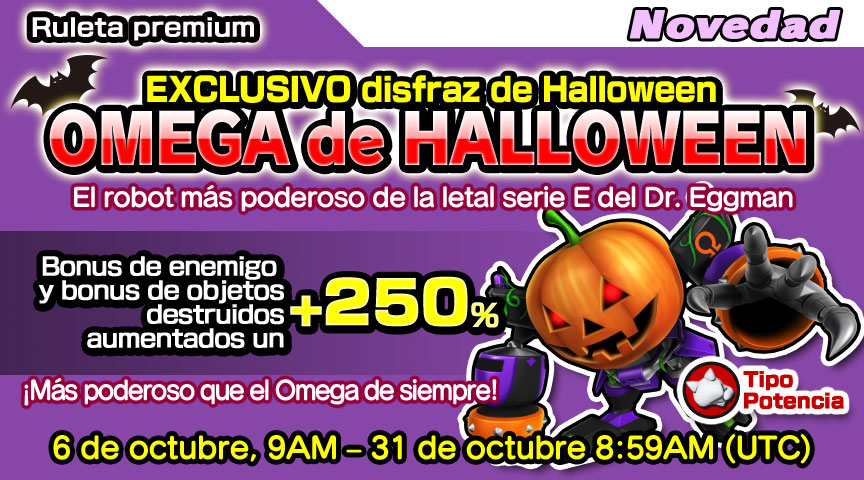 Ruleta premium
Novedad
EXCLUSIVO disfraz de Halloween
OMEGA de HALLOWEEN
El robot más poderoso de la letal serie E del Dr. Eggman
Bonus de enemigo
y bonus de objetos
destruidos
aumentados un
+250%
¡Más poderoso que el Omega de siempre!
Tipo
Potencia
6 de octubre, 9AM – 31 de octubre 8:59AM (UTC)